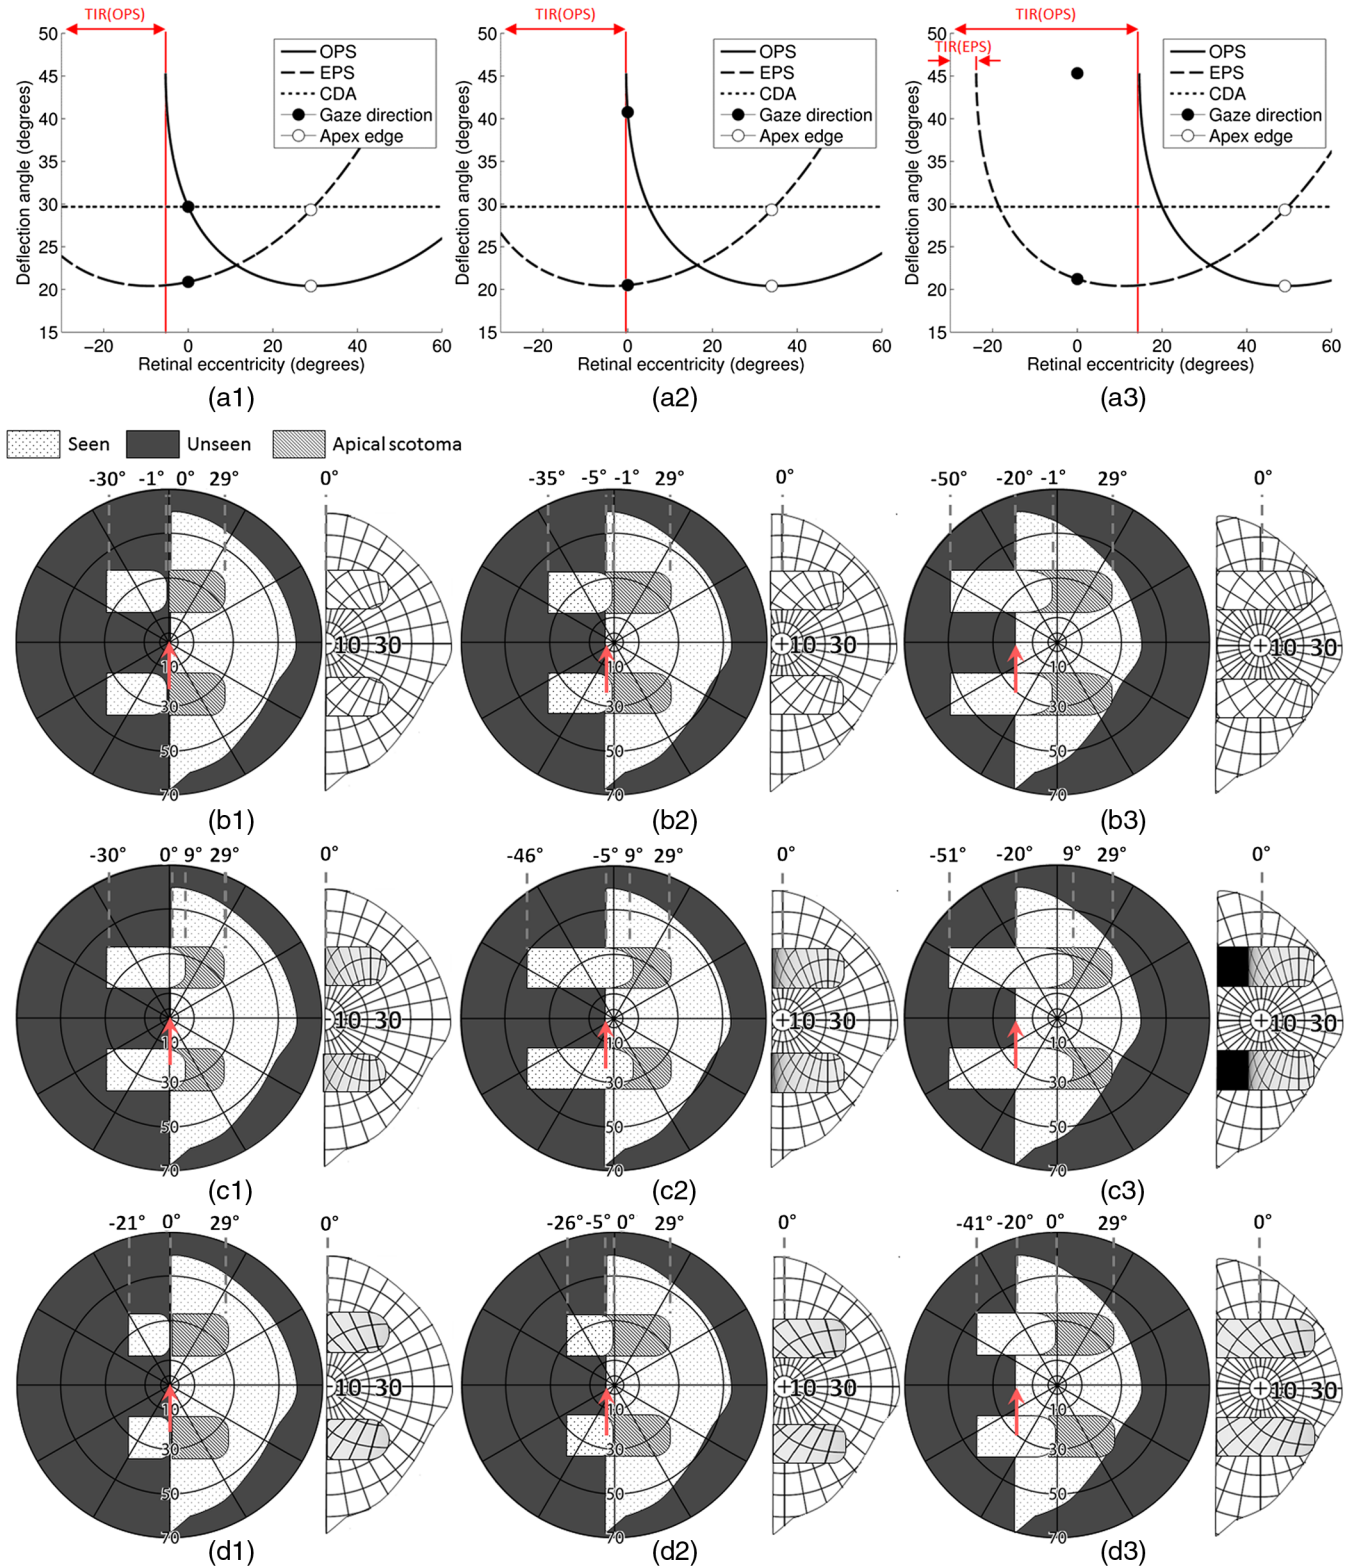 TIR(OPS)
50
45
40
35
30
25
20
15
Deflection angle (degrees)
OPS
EPS
CDA
Gaze direction
Apex edge
−20 0 20 40 60
Retinal eccentricity (degrees)
(a1)
TIR(OPS)
50
45
40
35
30
25
20
15
Deflection angle (degrees)
OPS
EPS
CDA
Gaze direction
Apex edge
−20 0 20 40 60
Retinal eccentricity (degrees)
(a2)
TIR(OPS)
TIR(EPS)
50
45
40
35
30
25
20
15
Deflection angle (degrees)
OPS
EPS
CDA
Gaze direction
Apex edge
−20 0 20 40 60
Retinal eccentricity (degrees)
(a3)
Seen Unseen Apical scotoma
-30° -1° 0° 29° 0°
10 30
10
30
50
70
(b1)
-35° -5° -1° 29° 0°
10 30
10
30
50
70
(b2)
-50° -20° -1° 29° 0°
+10 30
10
30
50
70
(b3)
-30° 0° 9° 29° 0°
10 30
10
30
50
70
(c1)
-46° -5° 9° 29° 0°
+10 30
10
30
50
70
(c2)
-51° -20° 9° 29° 0°
+10 30
10
30
50
70
(c3)
-21° 0° 29° 0°
10 30
10
30
50
70
(d1)
-26° -5° 0° 29° 0°
+10 30
10
30
50
70
(d2)
-41° -20° 0° 29° 0°
+10 30
10
30
50
70
(d3)